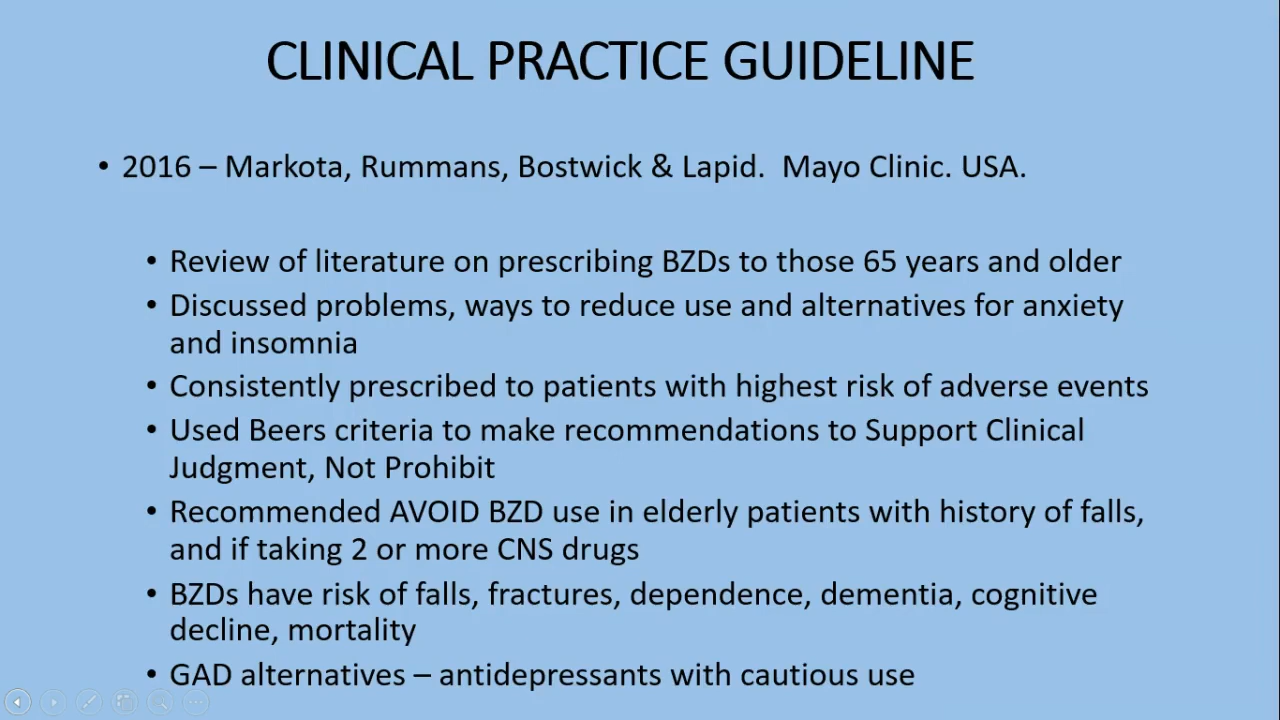 CLINICAL PRACTICE GUIDELINE
• 2016 – Markota, Rummans, Bostwick & Lapid.  Mayo Clinic. USA.
• Review of literature on prescribing BZDs to those 65 years and older
• Discussed problems, ways to reduce use and alternatives for anxiety
and insomnia
• Consistently prescribed to patients with highest risk of adverse events
• Used Beers criteria to make recommendations to Support Clinical
Judgment, Not Prohibit
• Recommended AVOID BZD use in elderly patients with history of falls,
and if taking 2 or more CNS drugs
• BZDs have risk of falls, fractures, dependence, dementia, cognitive
decline, mortality
• GAD alternatives – antidepressants with cautious use